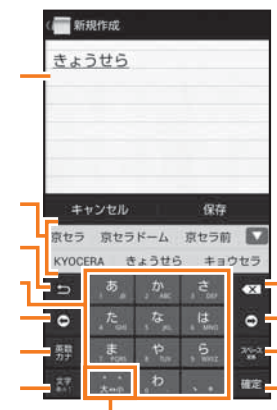 新規作成
きょうせら
キャンセル 保存
京セラ 京セラドーム 京セラ前
KYOCERA きょうせら キョウセラ
あ か ABC さ DEF
た な は
英数カナ ま PQRS や TUV ら WXYZ スペース
文字 大⇔小 わ 、。 確定